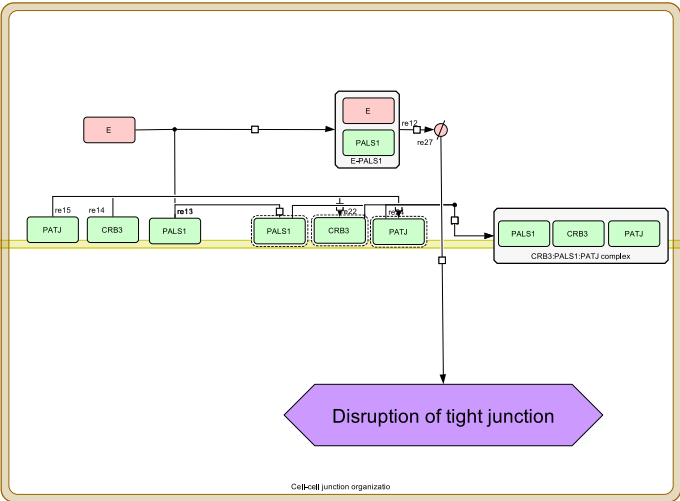 E
E
PALS1
E-PALS1
re12
re27
re15
re14
re13
re22
PATJ
CRB3
PALS1
PALS1
CRB3
PATJ
PALS1
CRB3
PATJ
CRB3:PALS1:PATJ complex
Disruption of tight junction
Cell-cell junction organizatio